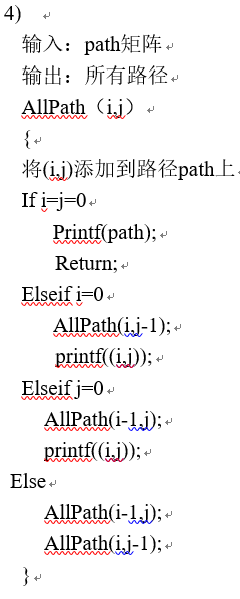 4)
输入：path矩阵
输出：所有路径
AllPath（i,j）
{
将(i,j)添加到路径path上
If i=j=0
Printf(path);
Return;
Elseif i=0
AllPath(i,j-1);
printf((i,j));
Elseif j=0
AllPath(i-1,j);
printf((i,j));
Else
AllPath(i-1,j);
AllPath(i,j-1);
}